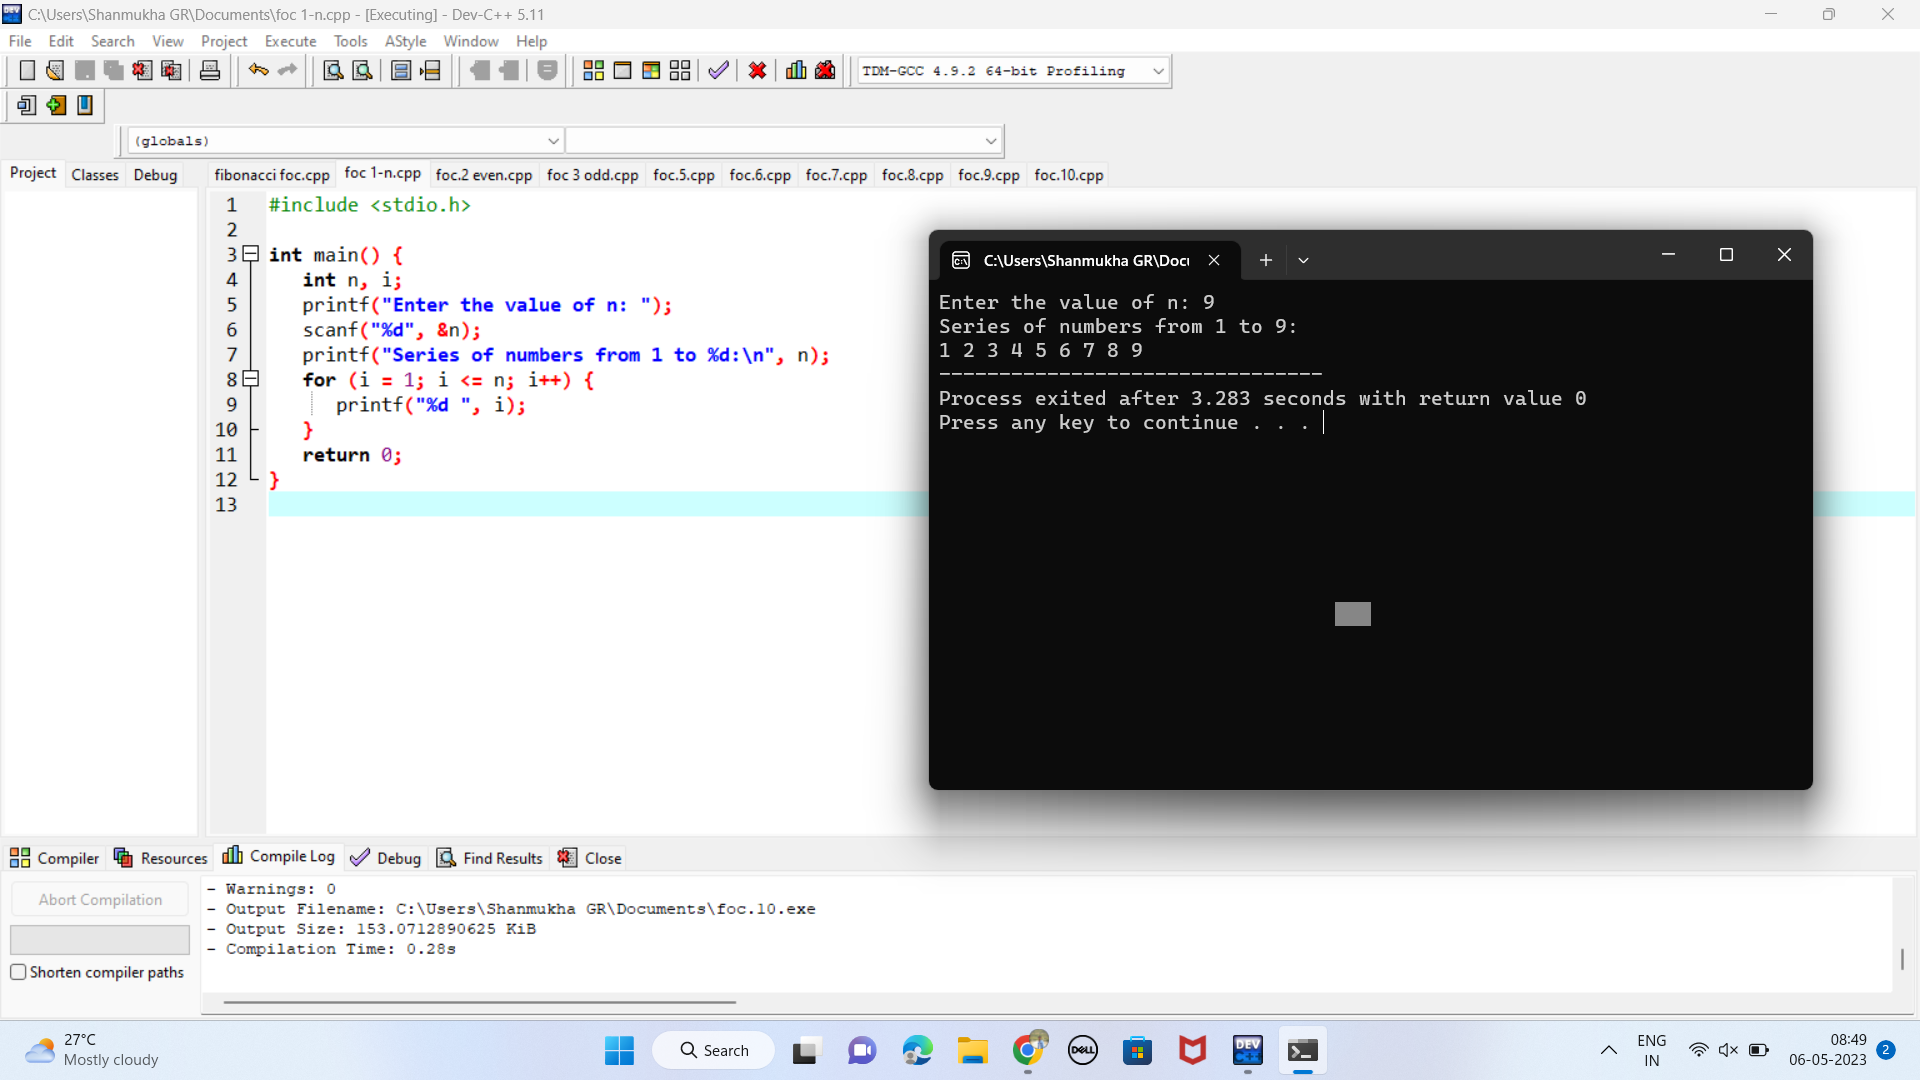 C:\Users\Shanmukha GR\Documents\foc 1-n.cpp - [Executing] - Dev-C++ 5.11
File Edit Search View Project Execute Tools AStyle Window Help
TDM-GCC 4.9.2 64-bit Profiling
(globals)
Project Classes Debug
fibonacci foc.cpp foc 1-n.cpp foc.2 even.cpp foc 3 odd.cpp foc.5.cpp foc.6.cpp foc.7.cpp foc.8.cpp foc.9.cpp foc.10.cpp
1 #include <stdio.h>
2
3 int main() {
4 int n, i;
5 printf("Enter the value of n: ");
6 scanf("%d", &n);
7 printf("Series of numbers from 1 to %d:\n", n);
8 for (i = 1; i <= n; i++) {
9 printf("%d ", i);
10 }
11 return 0;
12 }
13
C:\Users\Shanmukha GR\Docu
Enter the value of n: 9
Series of numbers from 1 to 9:
1 2 3 4 5 6 7 8 9
--------------------------------
Process exited after 3.283 seconds with return value 0
Press any key to continue . . .
Compiler Resources Compile Log Debug Find Results Close
Abort Compilation
Shorten compiler paths
- Warnings: 0
- Output Filename: C:\Users\Shanmukha GR\Documents\foc.10.exe
- Output Size: 153.0712890625 KiB
- Compilation Time: 0.28s
27°C
Mostly cloudy
Search
DELL
DEV
C++
ENG
IN
08:49
06-05-2023
2